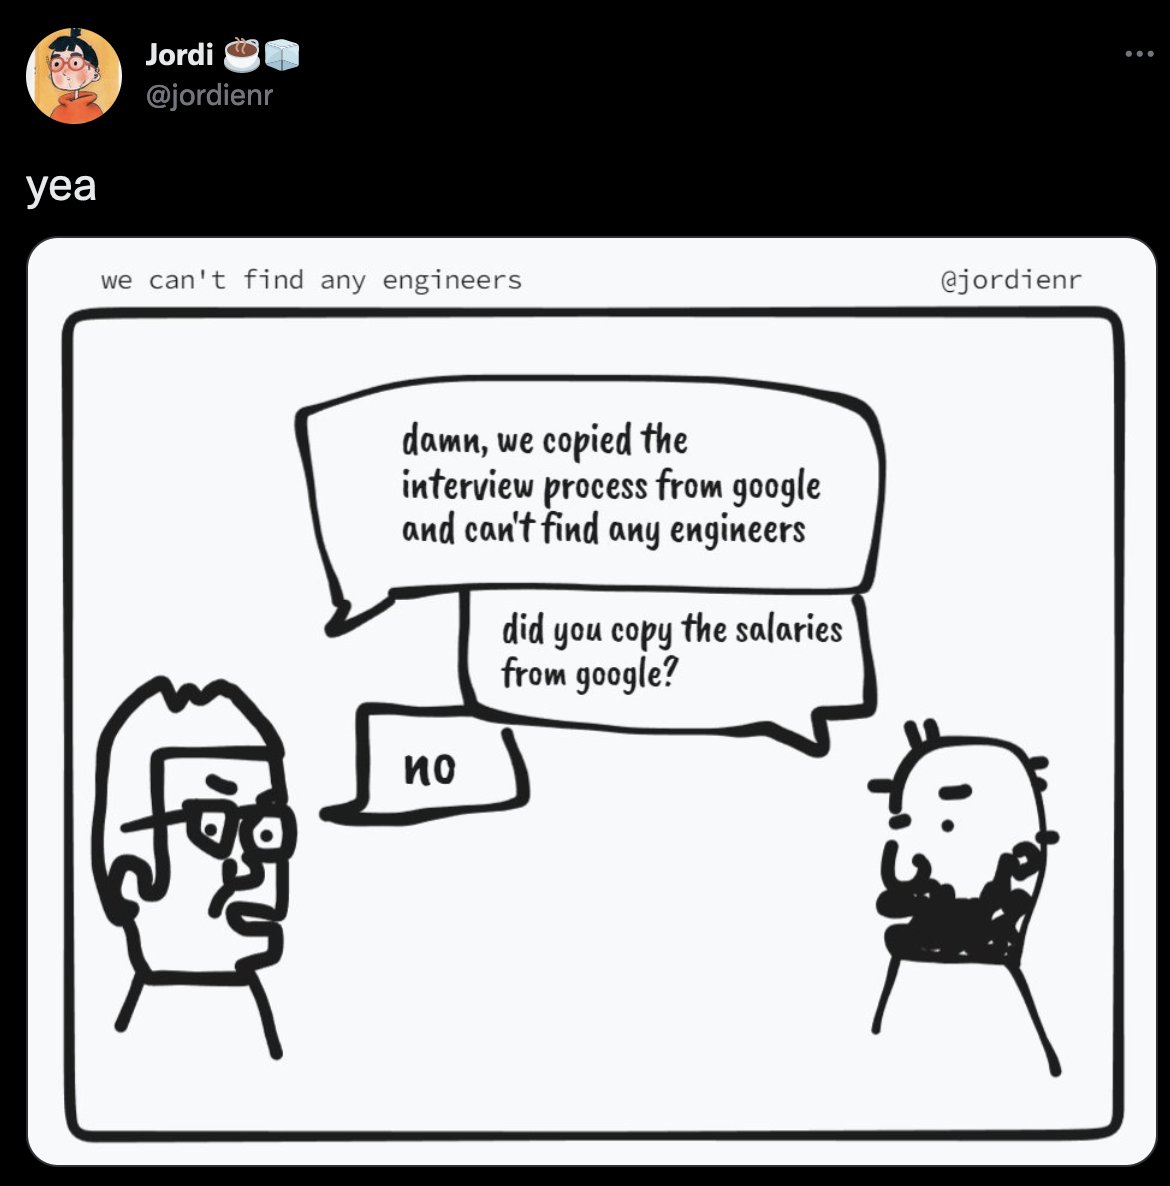 Jordi ☕🧊
@jordienr
yea
we can't find any engineers
@jordienr
damn, we copied the
interview process from google
and can't find any engineers
did you copy the salaries
from google?
no